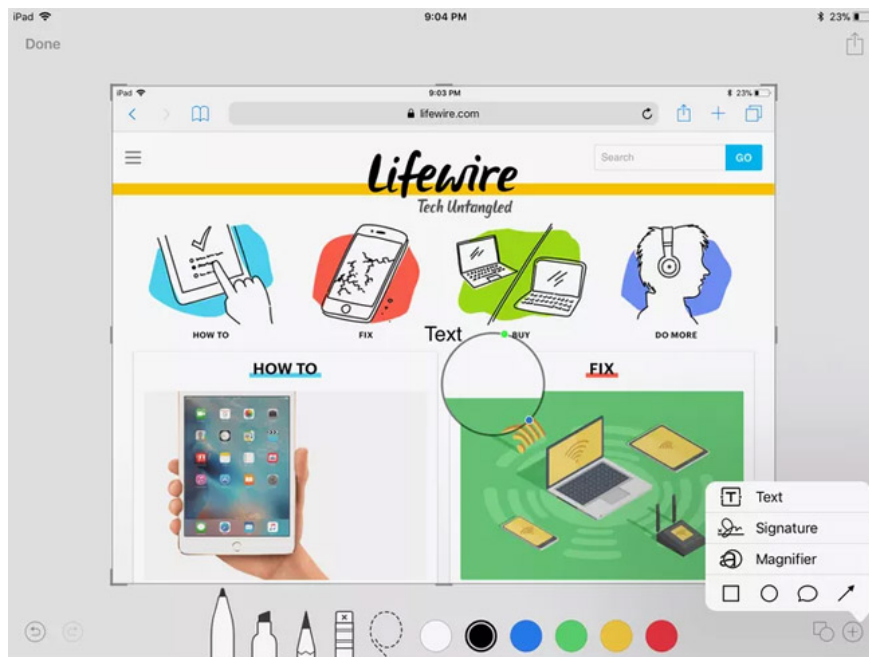 iPad 9:04 PM 23%
Done
iPad 9:03 PM 23%
lifewire.com
Search GO
Lifewire
Tech Untangled
HOW TO FIX Text BUY DO MORE
HOW TO FIX
Text
Signature
Magnifier